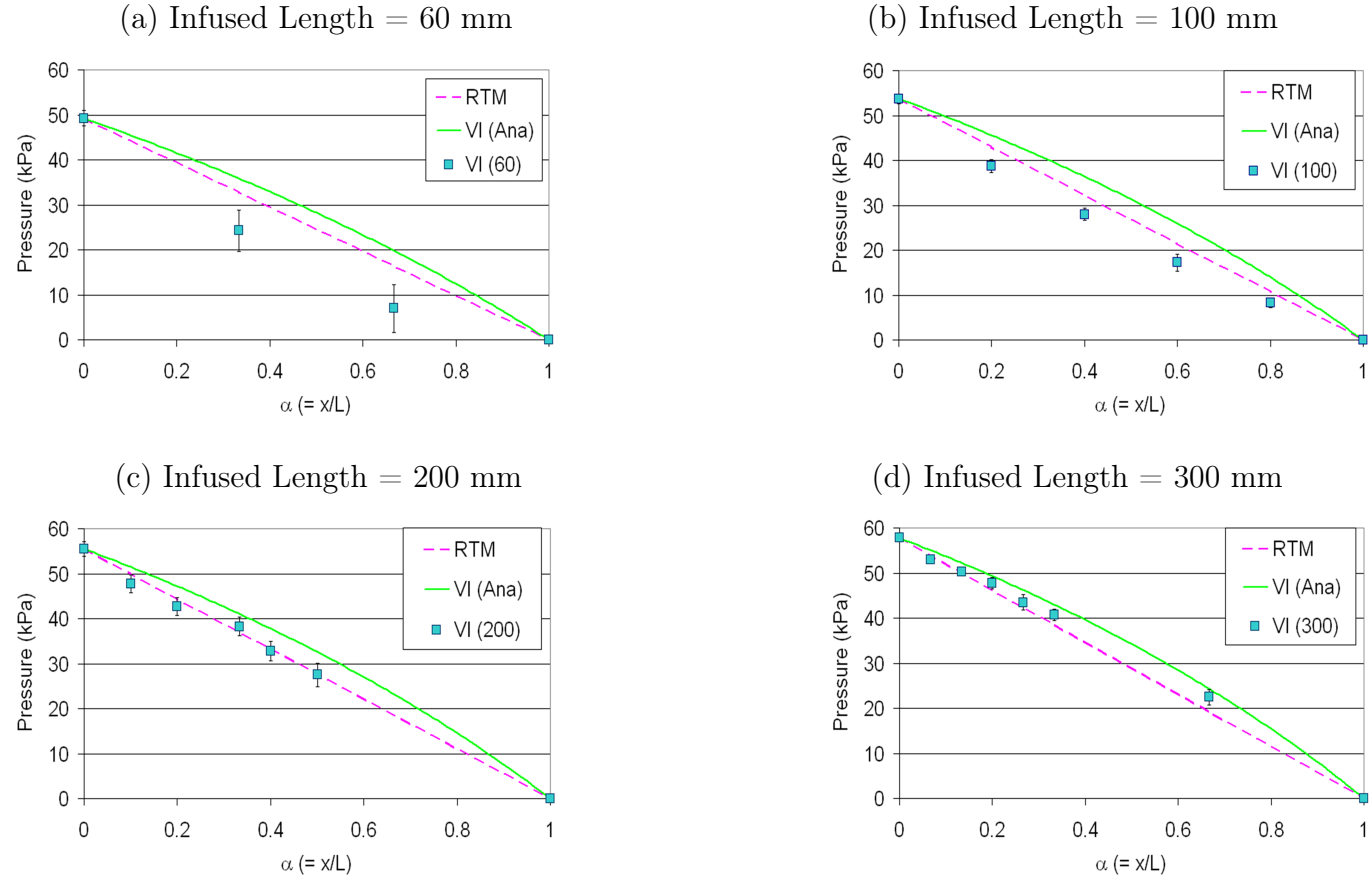 (a) Infused Length = 60 mm
60
50
40
30
20
10
0
Pressure (kPa)
RTM
VI (Ana)
VI (60)
0 0.2 0.4 0.6 0.8 1
α (= x/L)
(b) Infused Length = 100 mm
60
50
40
30
20
10
0
Pressure (kPa)
RTM
VI (Ana)
VI (100)
0 0.2 0.4 0.6 0.8 1
α (= x/L)
(c) Infused Length = 200 mm
60
50
40
30
20
10
0
Pressure (kPa)
RTM
VI (Ana)
VI (200)
0 0.2 0.4 0.6 0.8 1
α (= x/L)
(d) Infused Length = 300 mm
60
50
40
30
20
10
0
Pressure (kPa)
RTM
VI (Ana)
VI (300)
0 0.2 0.4 0.6 0.8 1
α (= x/L)